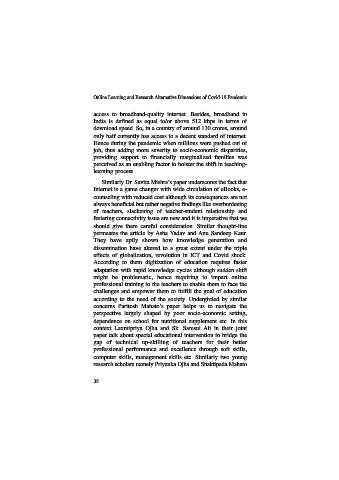 Online Learning and Research Alternative Dimensions of Covid-19 Pandemic
access to broadband-quality internet. Besides, broadband in
India is defined as equal to/or above 512 kbps in terms of
download speed. So, in a country of around 130 crores, around
only half currently has access to a decent standard of internet.
Hence during the pandemic when millions were pushed out of
job, thus adding more severity to socio-economic disparities,
providing support to financially marginalized families was
perceived as an enabling factor to bolster the shift in teaching-
learning process.
Similarly Dr. Savita Mishra's paper underscores the fact that
Internet is a game changer with wide circulation of eBooks, e-
counseling with reduced cost although its consequences are not
always beneficial but rather negative findings like overburdening
of teachers, slackening of teacher-student relationship and
faltering connectivity issue are now and it is imperative that we
should give them careful consideration. Similar thought-line
permeates the article by Asha Yadav and Anu Sandeep Kaur.
They have aptly shown how knowledge generation and
dissemination have altered to a great extent under the triple
effects of globalization, revolution in ICT and Covid shock.
According to them digitization of education requires faster
adaptation with rapid knowledge cycles although sudden shift
might be problematic, hence requiring to impart online
professional training to the teachers to enable them to face the
challenges and empower them to fulfill the goal of education
according to the need of the society. Undergirded by similar
concerns Paritosh Mahato's paper helps us to navigate the
perspective largely shaped by poor socio-economic setting,
dependence on school for nutritional supplement etc. In this
context Laxmipriya Ojha and Sk. Samsul Ali in their joint
paper talk about special educational intervention to bridge the
gap of technical up-skilling of teachers for their better
professional performance and excellence through soft skills,
computer skills, management skills etc. Similarly two young
research scholars namely Priyanka Ojha and Shaktipada Mahato